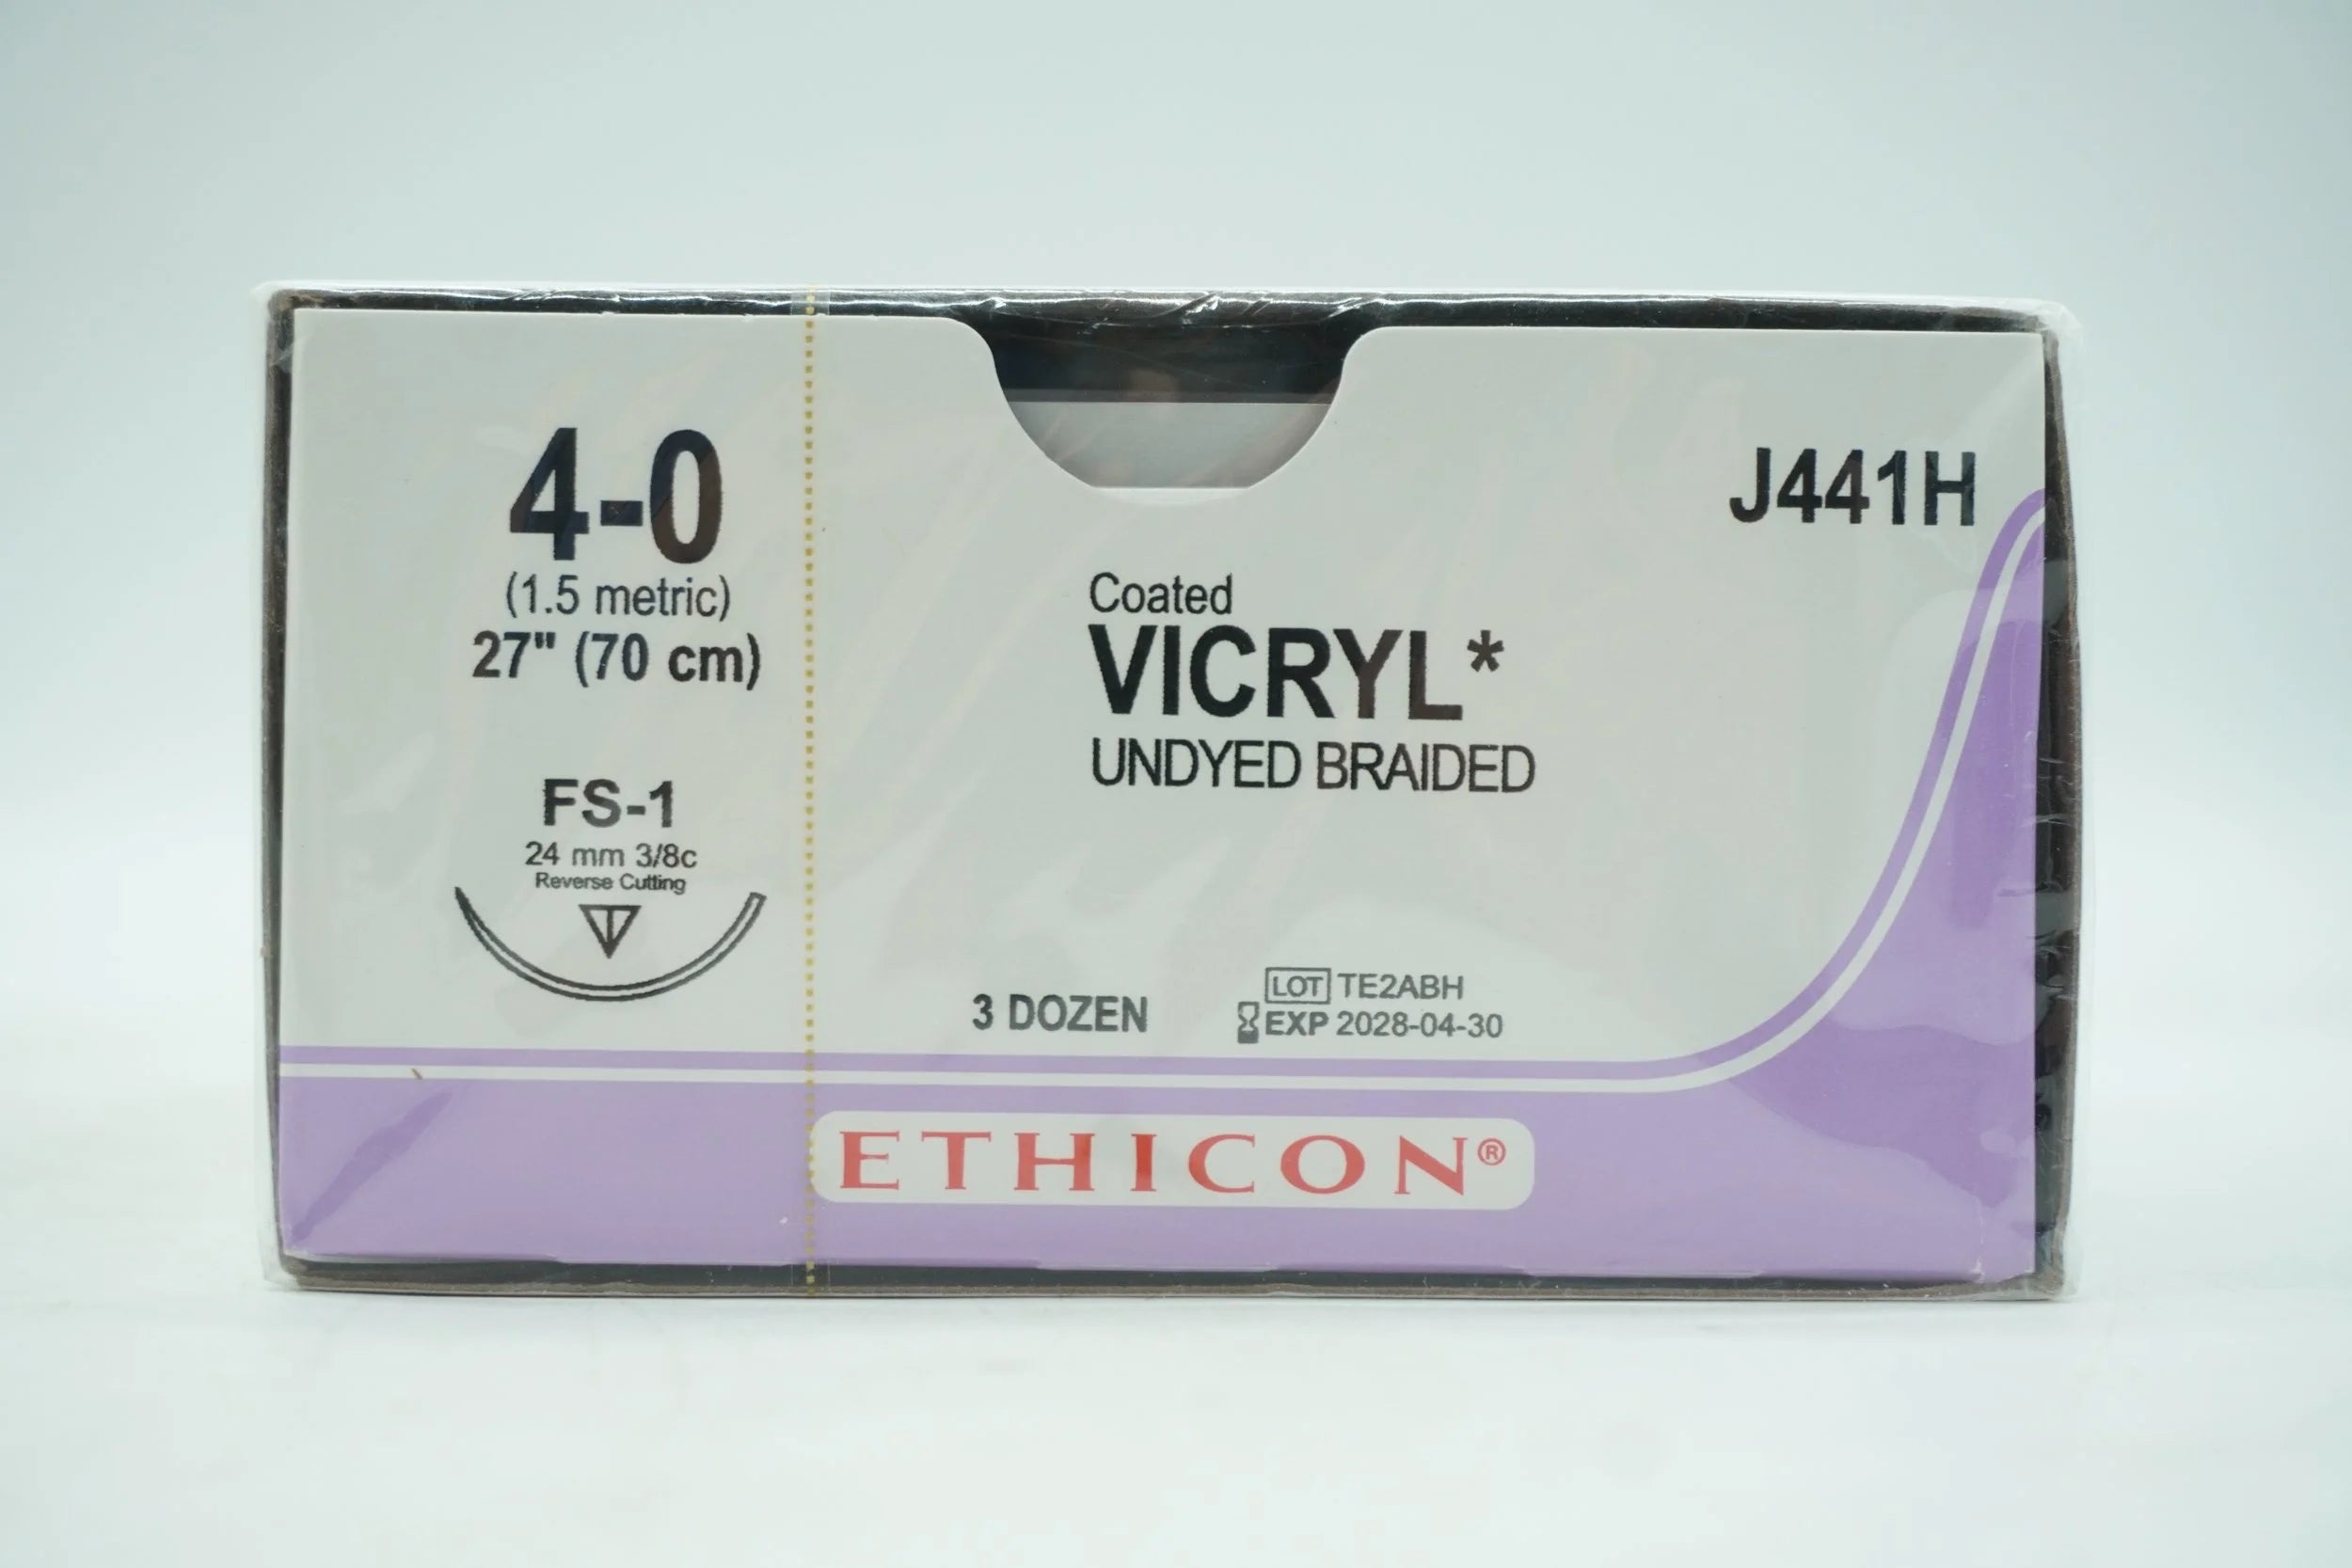 4-0
(1.5 metric)
27" (70 cm)
FS-1
24 mm 3/8c
Reverse Cutting
J441H
Coated
VICRYL*
UNDYED BRAIDED
3 DOZEN
LOT TE2ABH
EXP 2028-04-30
ETHICON®